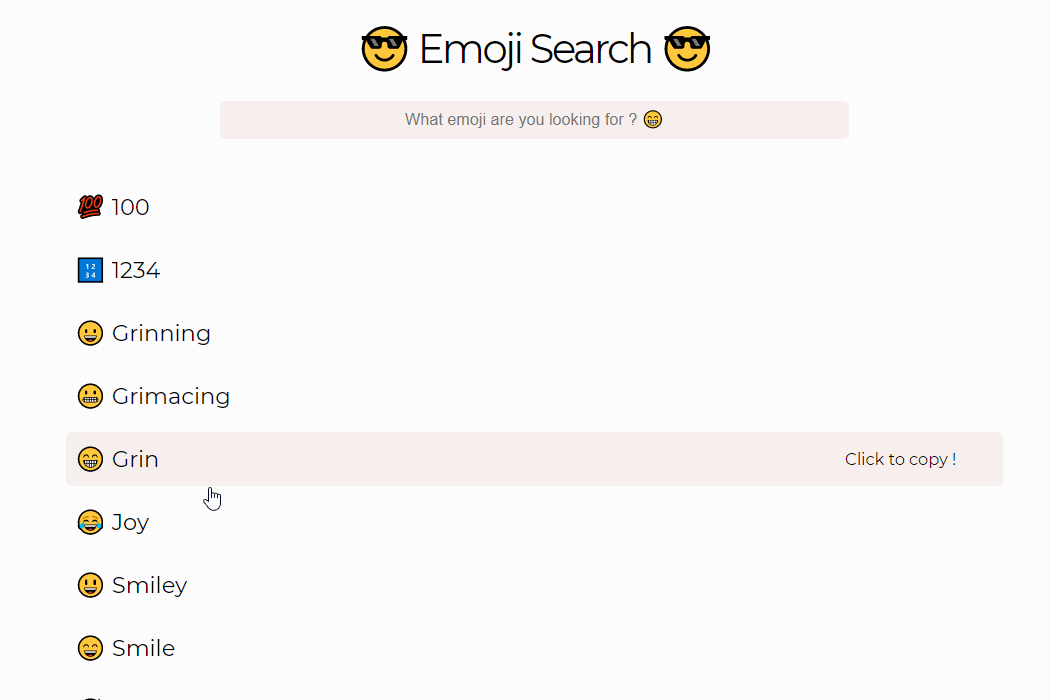 😎 Emoji Search 😎
What emoji are you looking for ? 😁
💯 100
🔢 1234
😀 Grinning
😬 Grimacing
😁 Grin Click to copy !
😂 Joy
😃 Smiley
😄 Smile